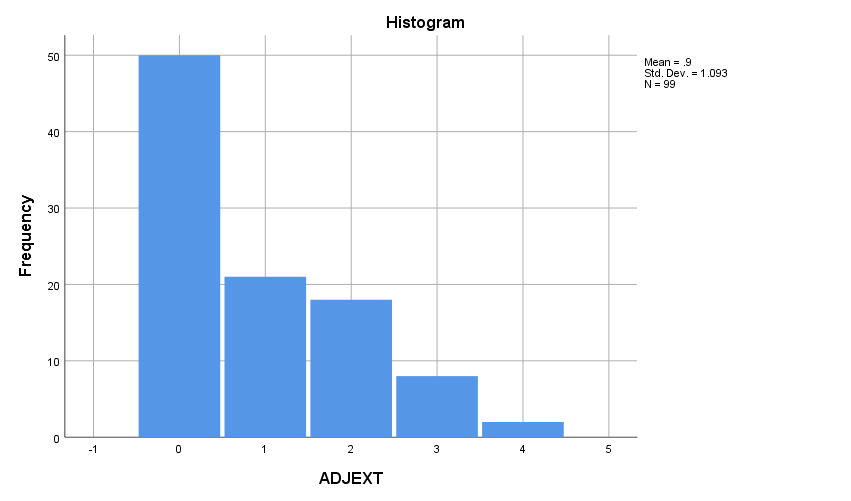 Histogram
Mean = .9
Std. Dev. = 1.093
N = 99
50
40
30
20
10
0
Frequency
-1 0 1 2 3 4 5
ADJEXT